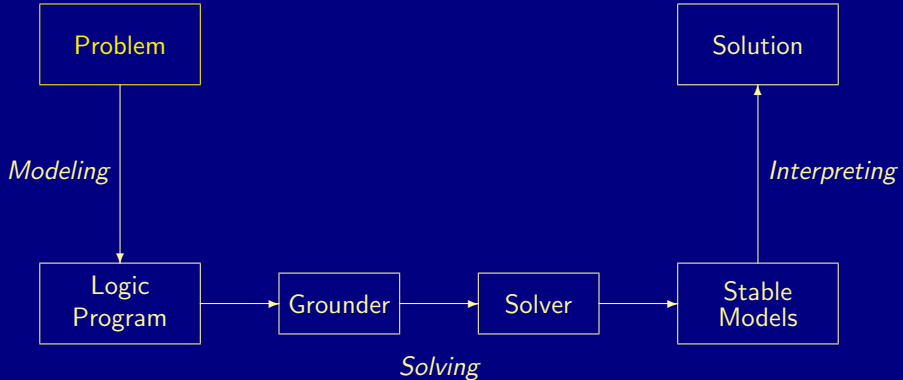 Problem
Solution
Modeling
Interpreting
Logic
Program
Grounder
Solver
Stable
Models
Solving